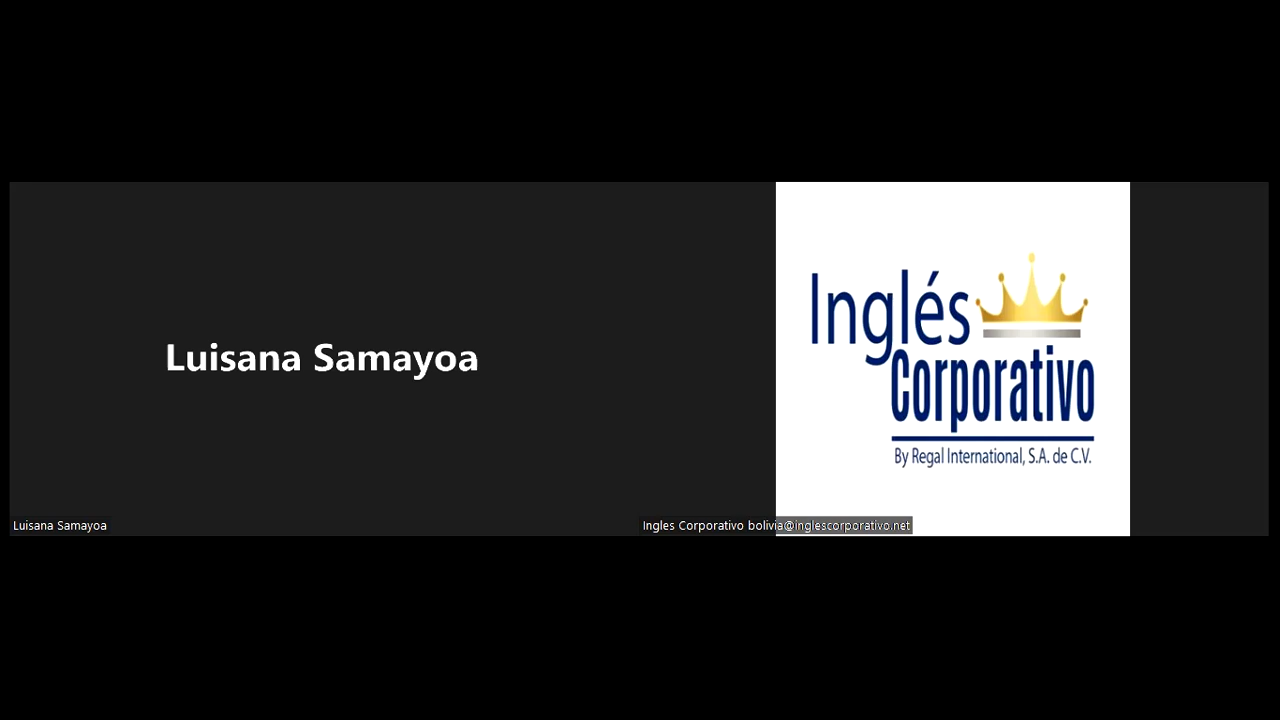 Luisana Samayoa
Inglés
Corporativo
By Regal International, S.A. de C.V.
Luisana Samayoa
Ingles Corporativo bolivia@inglescorporativo.net